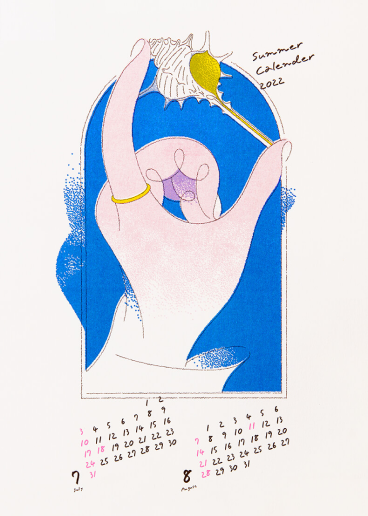 Summer
Calender
2022
1 2
3 4 5 6 7 8 9
10 11 12 13 14 15 16
17 18 19 20 21 22 23
24 25 26 27 28 29 30
31
7
July
1 2 3 4 5 6
7 8 9 10 11 12 13
14 15 16 17 18 19 20
21 22 23 24 25 26 27
28 29 30 31
8
August